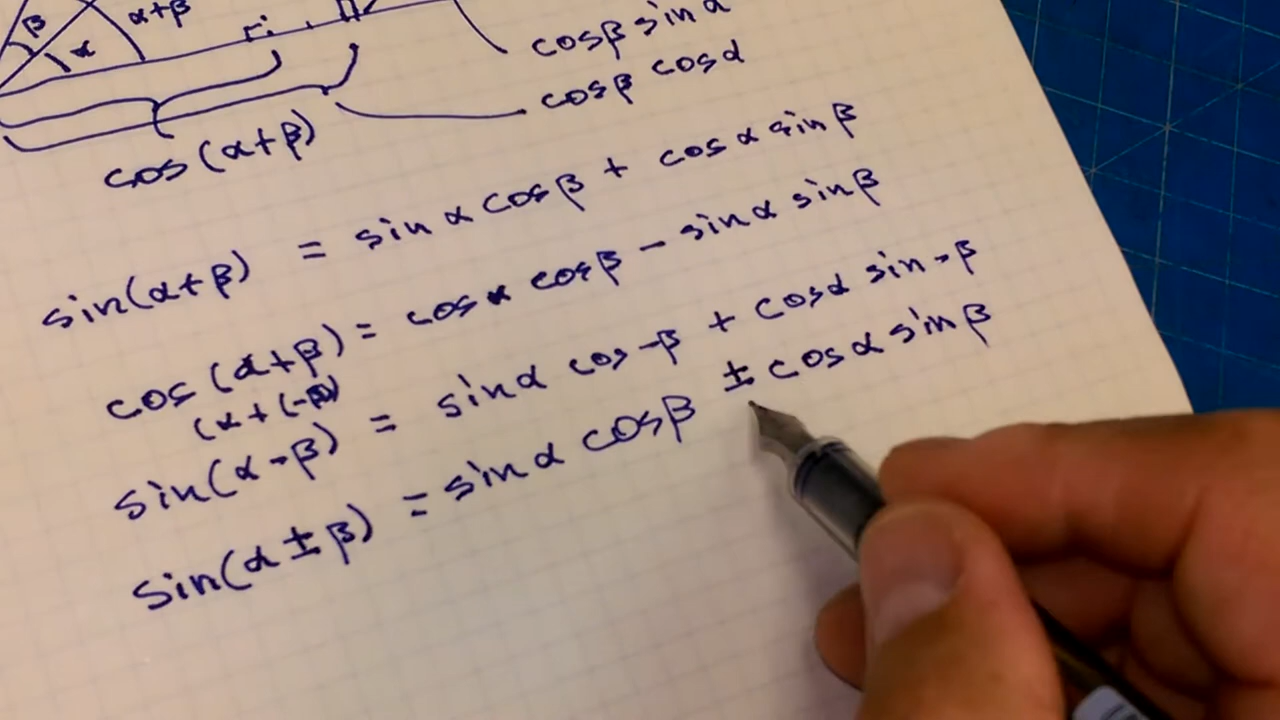 β
α
α+β
cosβ sinα
cosβ cosα
cos(α+β)
sin(α+β) = sinα cosβ + cosα sinβ
cos(α+β) = cosα cosβ − sinα sinβ
(α+(-β)
sin(α-β) = sinα cos-β + cosα sin-β
sin(α±β) = sinα cosβ ± cosα sinβ